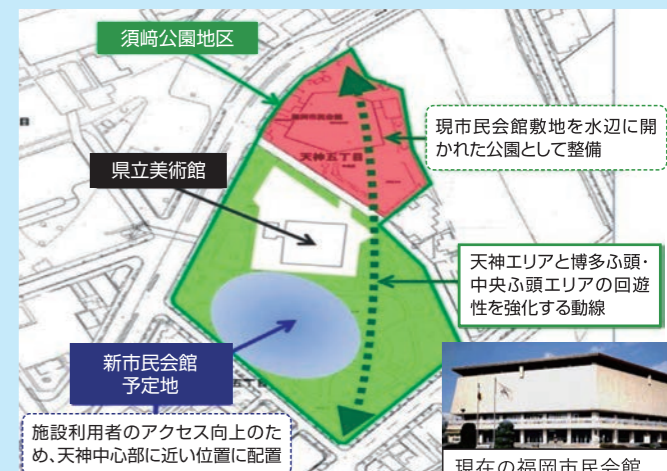 須﨑公園地区
現市民会館敷地を水辺に開
かれた公園として整備
天神五丁目
県立美術館
天神エリアと博多ふ頭・
中央ふ頭エリアの回遊
性を強化する動線
新市民会館
予定地
施設利用者のアクセス向上のた
め、天神中心部に近い位置に配置
現在の福岡市民会館